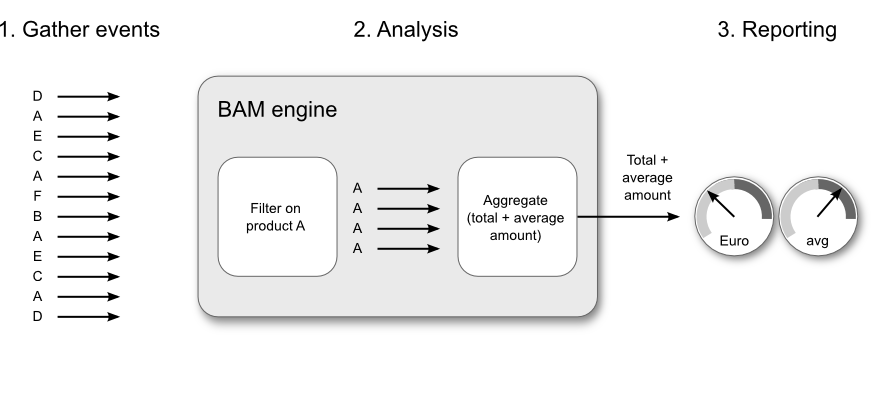 1. Gather events
2. Analysis
3. Reporting
D
A
E
C
A
F
B
A
E
C
A
D
BAM engine
Filter on
product A
A
A
A
A
Aggregate
(total + average
amount)
Total +
average
amount
Euro
avg